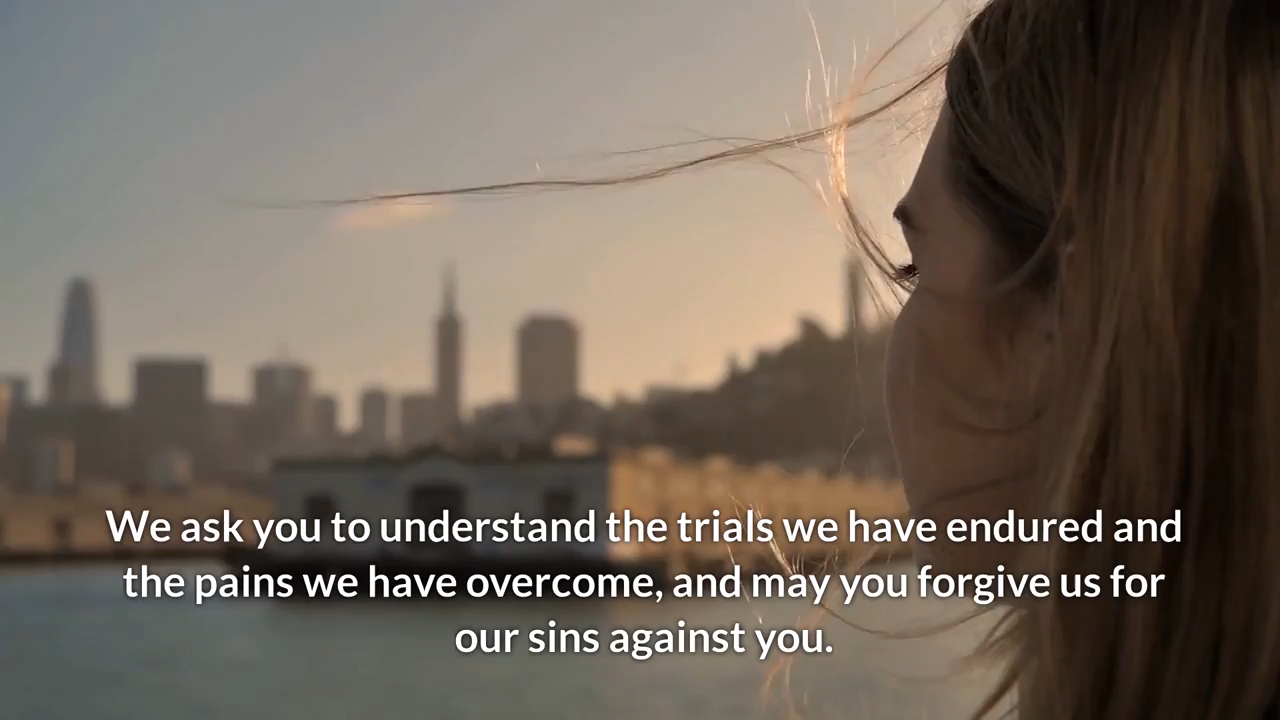 We ask you to understand the trials we have endured and
the pains we have overcome, and may you forgive us for
our sins against you.